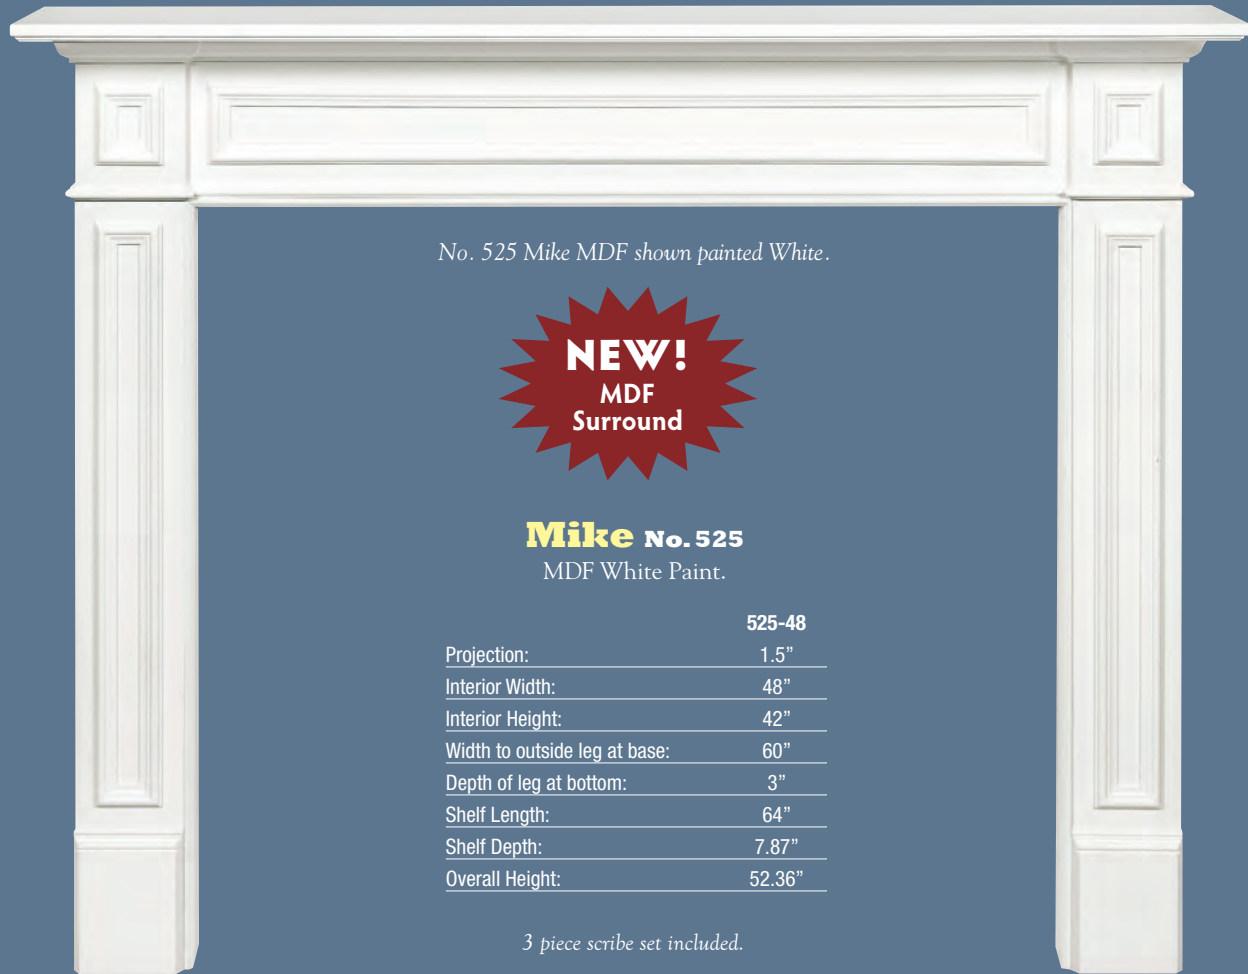 No. 525 Mike MDF shown painted White.
NEW!
MDF
Surround
Mike No. 525
MDF White Paint.
525-48
Projection: 1.5”
Interior Width: 48”
Interior Height: 42”
Width to outside leg at base: 60”
Depth of leg at bottom: 3”
Shelf Length: 64”
Shelf Depth: 7.87”
Overall Height: 52.36”
3 piece scribe set included.